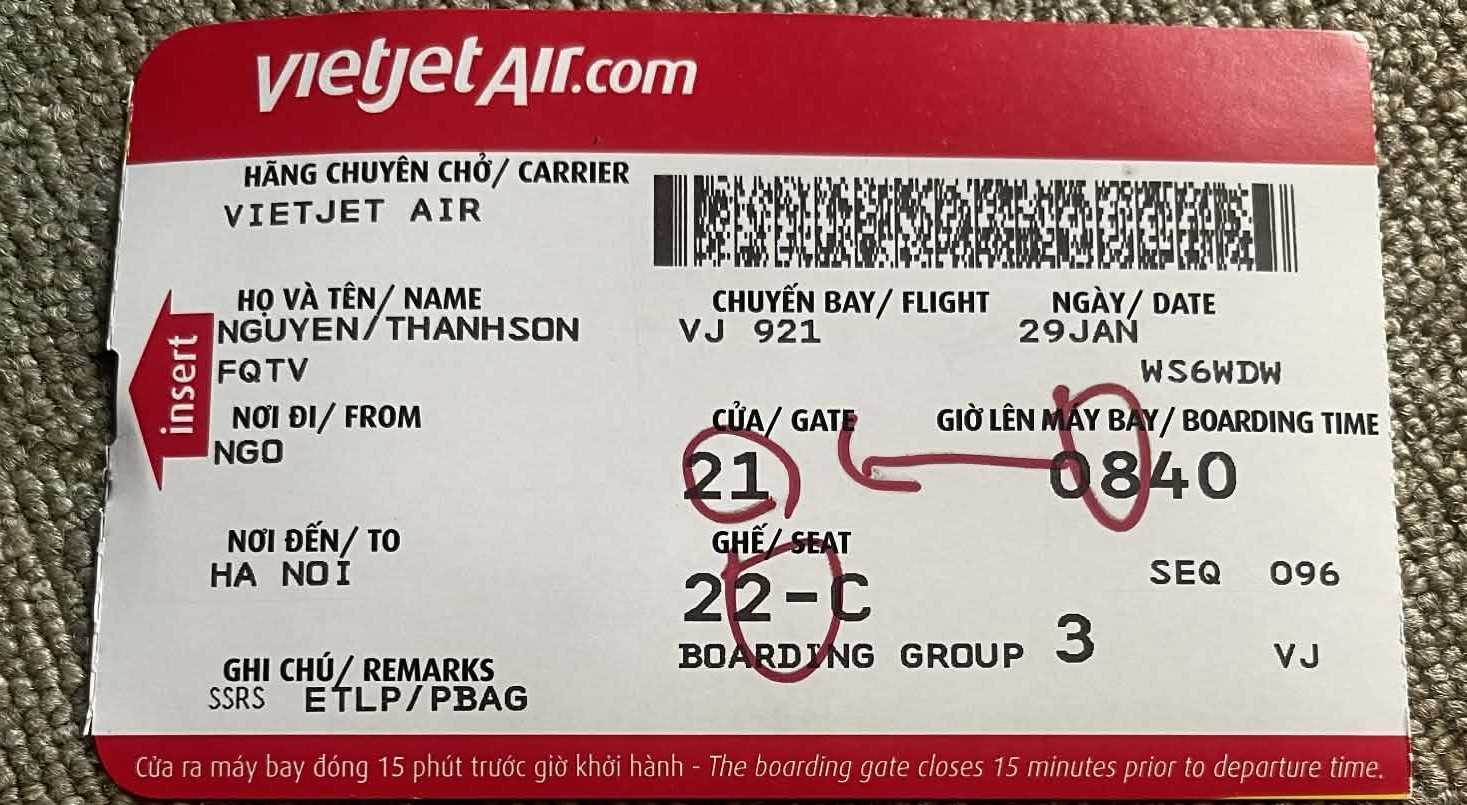 vietjetAir.com
HÃNG CHUYÊN CHỞ/ CARRIER
VIETJET AIR
HỌ VÀ TÊN/ NAME
NGUYEN/THANHSON
FQTV
CHUYẾN BAY/ FLIGHT
VJ 921
NGÀY/ DATE
29JAN
WS6WDW
insert
NƠI ĐI/ FROM
NGO
CỬA/ GATE
21
GIỜ LÊN MÁY BAY/ BOARDING TIME
0840
NƠI ĐẾN/ TO
HA NOI
GHẾ/ SEAT
22-C
SEQ 096
BOARDING GROUP 3
VJ
GHI CHÚ/ REMARKS
SSRS ETLP/PBAG
Cửa ra máy bay đóng 15 phút trước giờ khởi hành - The boarding gate closes 15 minutes prior to departure time.